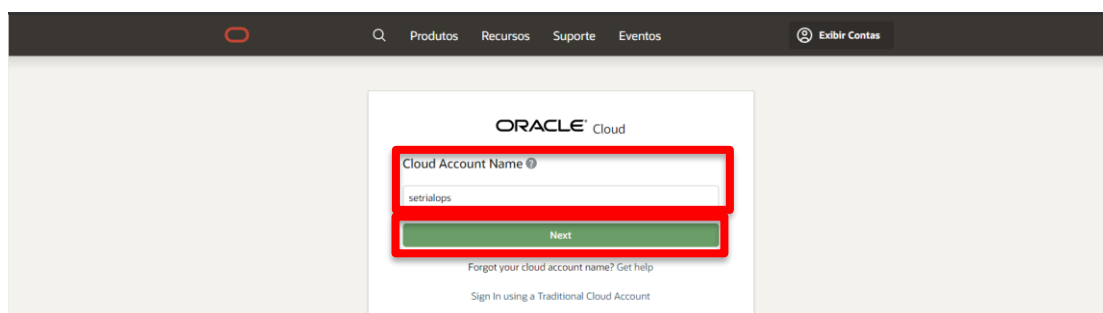 Produtos Recursos Suporte Eventos Exibir Contas
ORACLE Cloud
Cloud Account Name
setrialops
Next
Forgot your cloud account name? Get help
Sign In using a Traditional Cloud Account